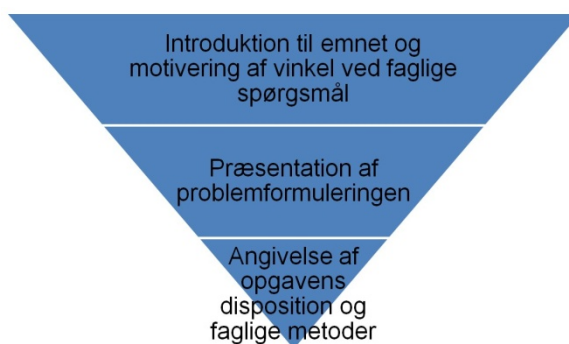 Introduktion til emnet og
motivering af vinkel ved faglige
spørgsmål
Præsentation af
problemformuleringen
Angivelse af
opgavens
disposition og
faglige metoder